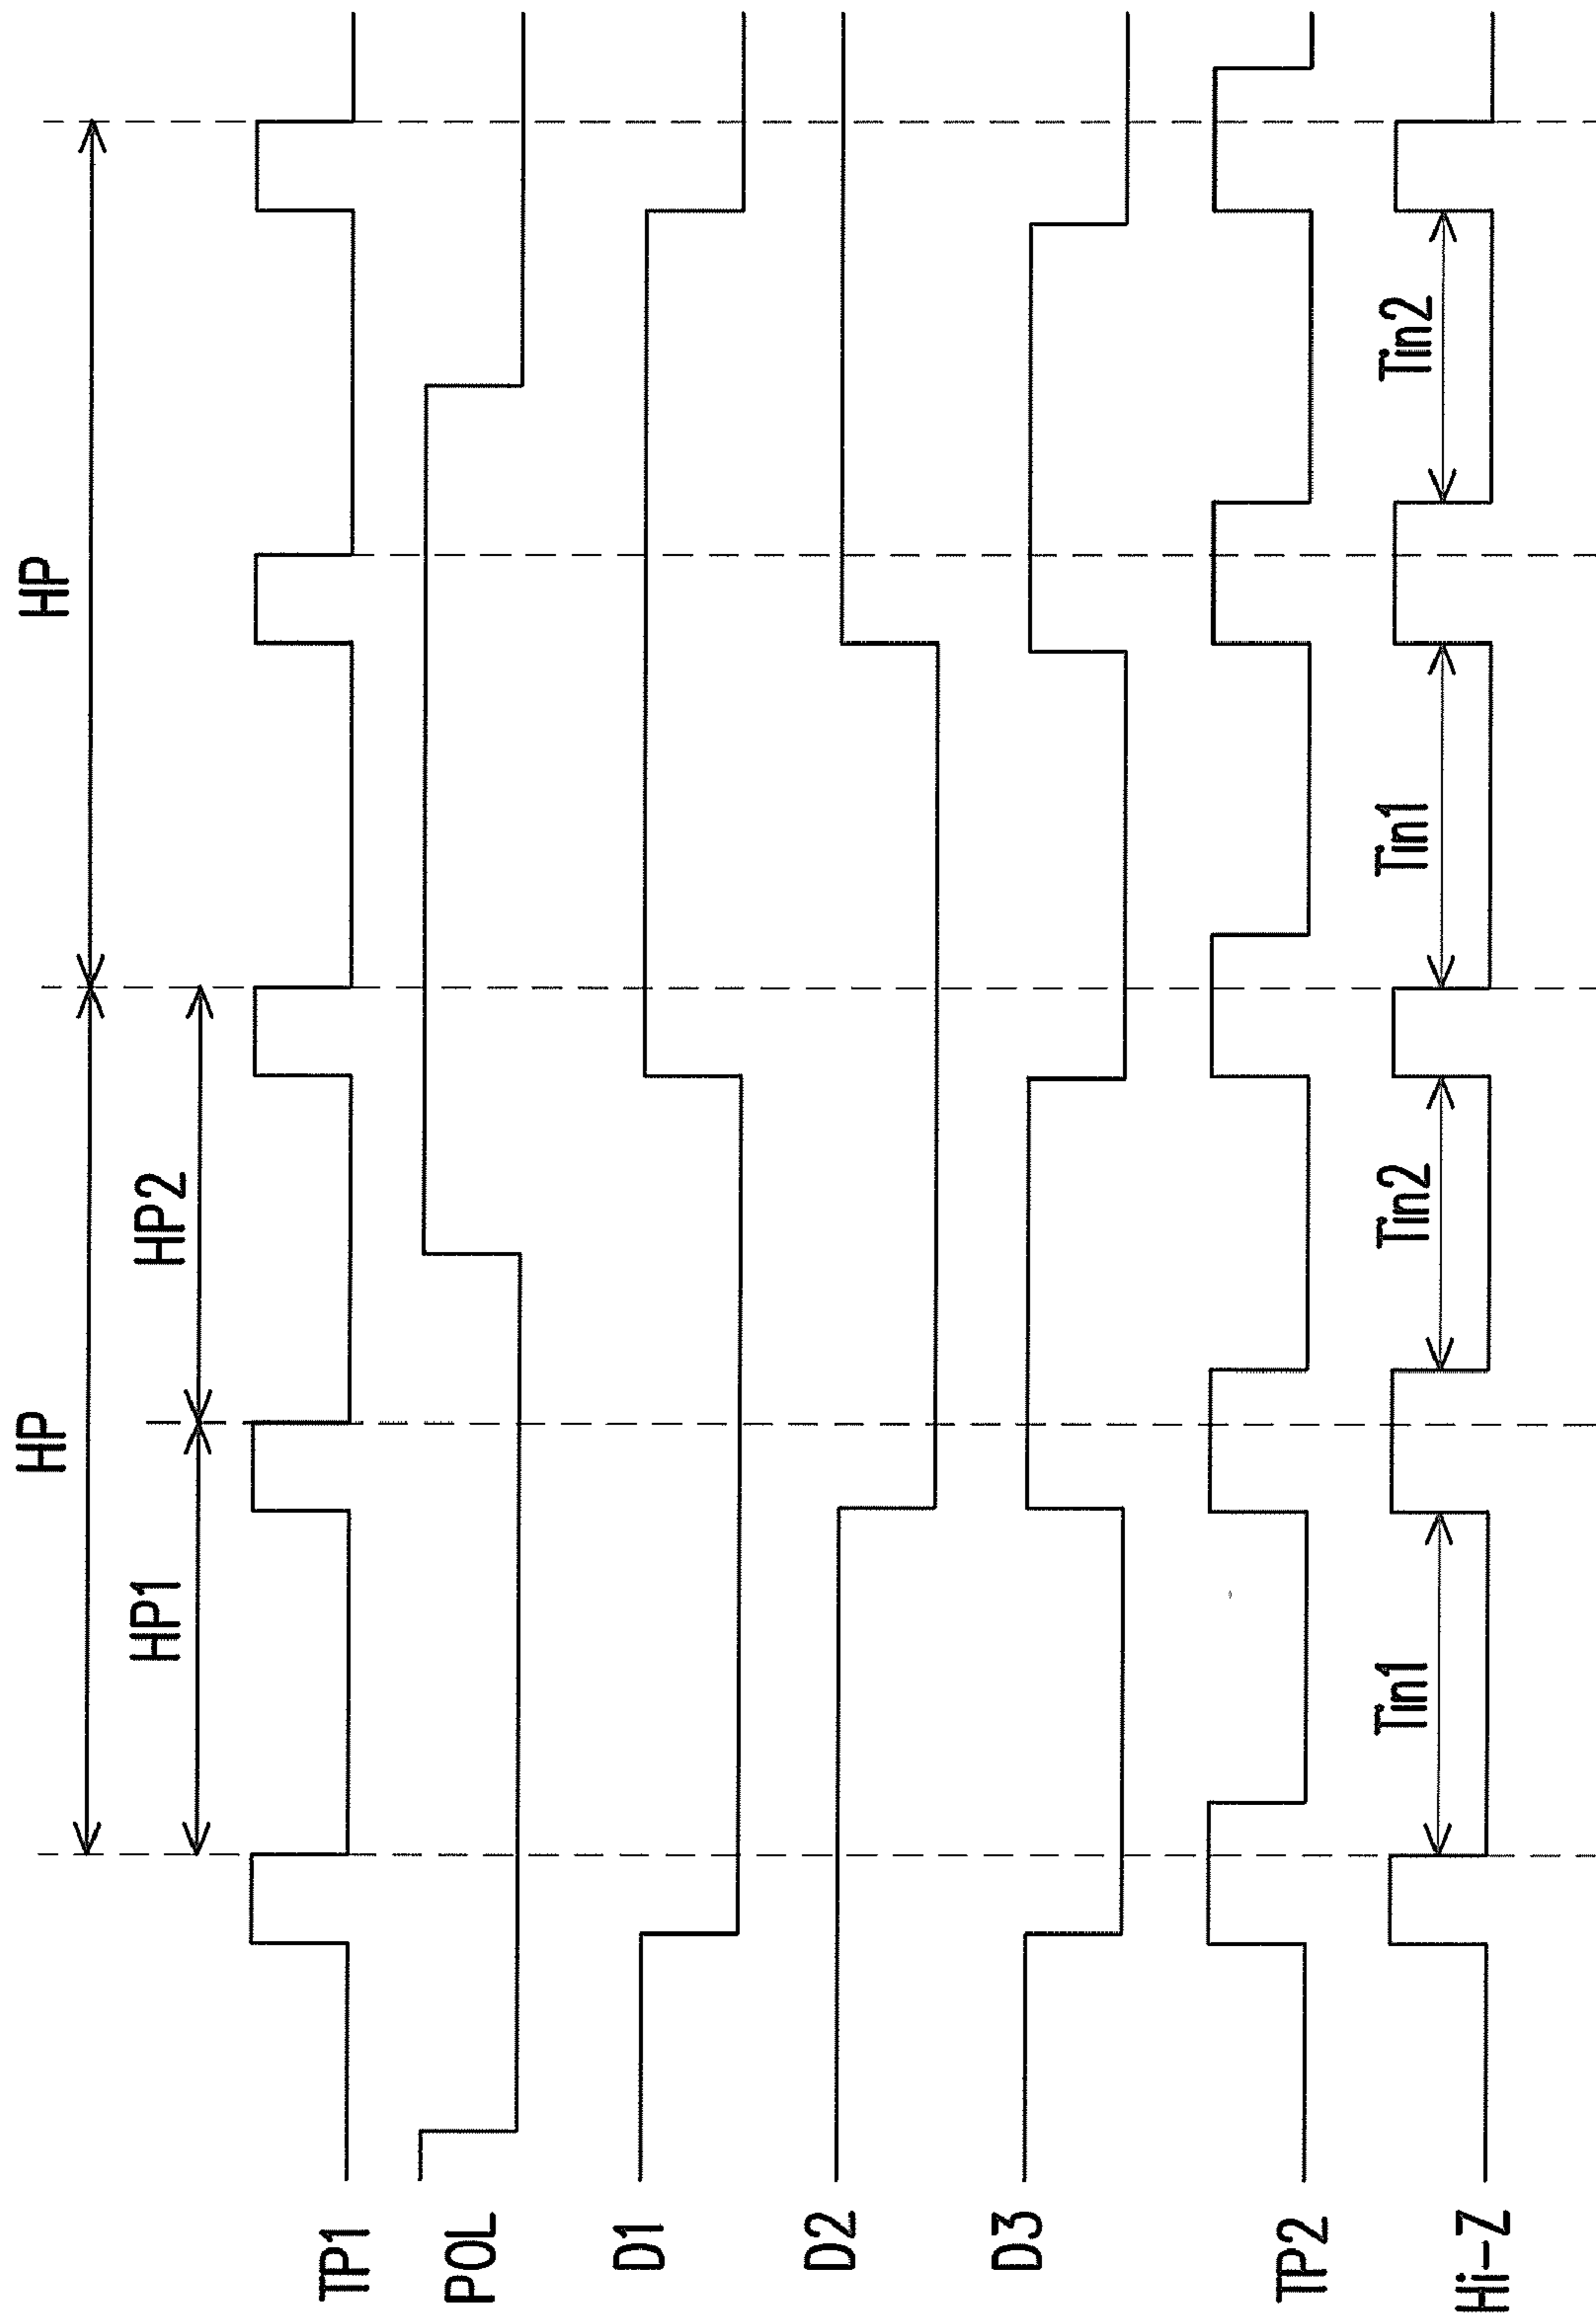 HP
HP
HP1
HP2
TP1
POL
D1
D2
D3
TP2
Hi-Z
Tin1
Tin2
Tin1
Tin2